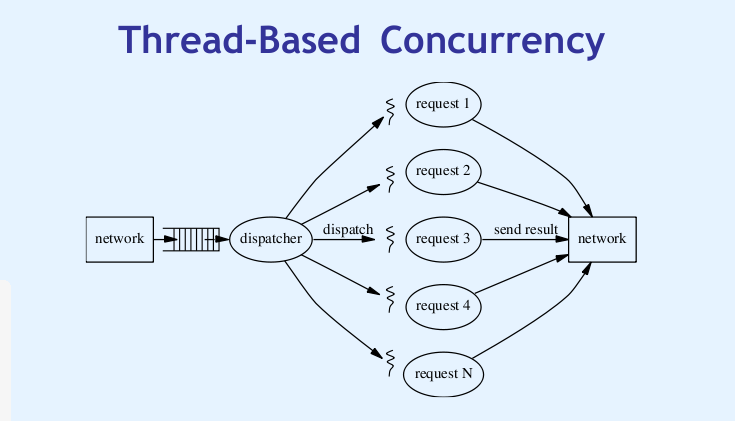 Thread-Based Concurrency
request 1
request 2
network
dispatcher
dispatch
request 3
send result
network
request 4
request N